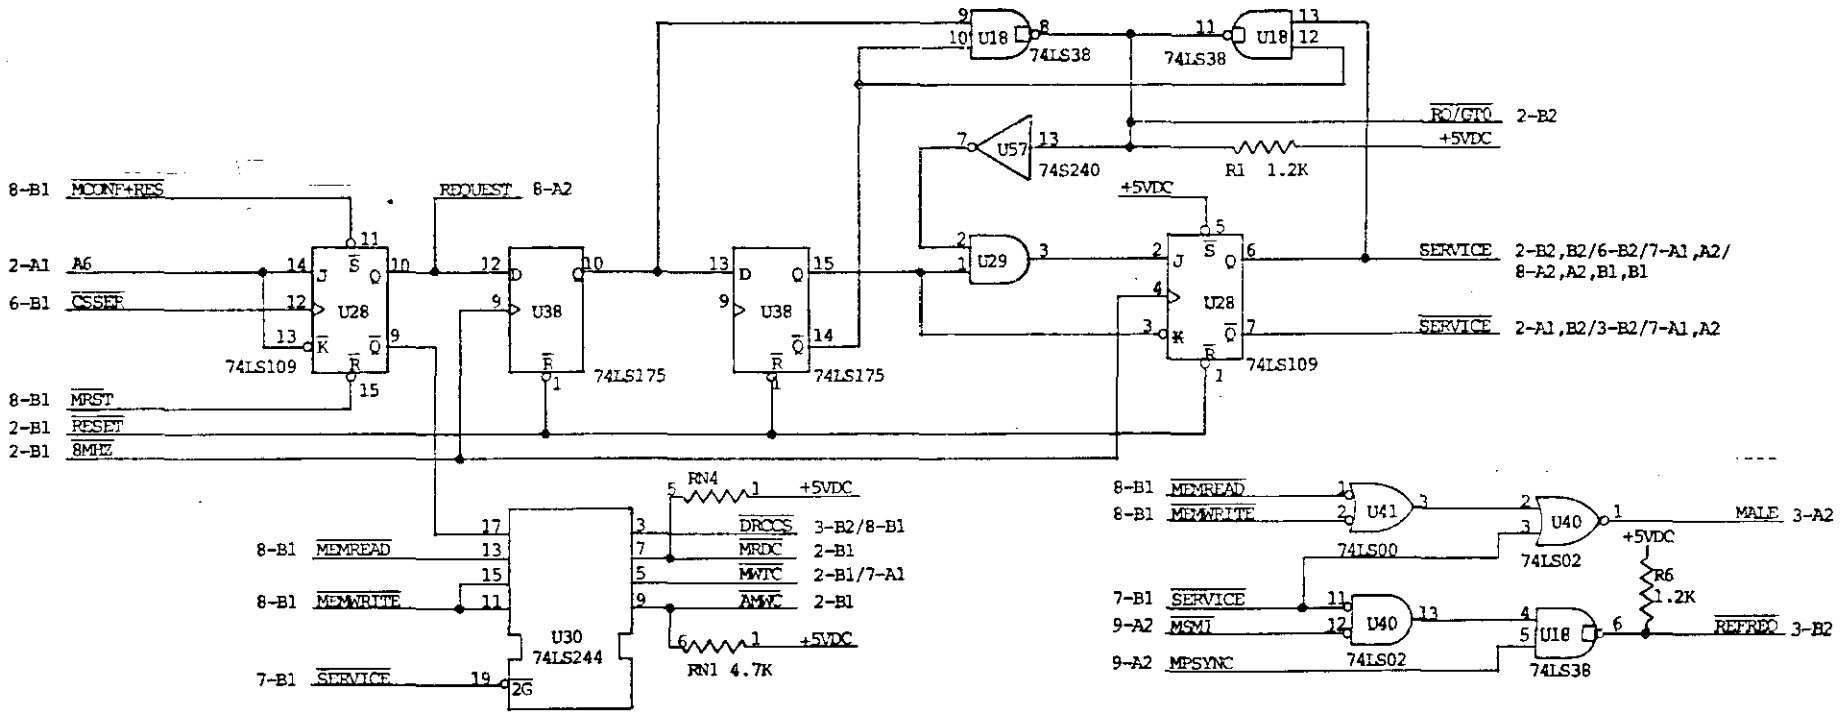 9 U18 8 11 U18 13
10 74LS38 74LS38 12
RQ/GT0 2-B2
7 U57 13 +5VDC
74S240 R1 1.2K
8-B1 MCONF+RES REQUEST 8-A2 +5VDC
11 5
2-A1 A6 14 J S Q 10 12 D Q 10 13 D Q 15 2 1 U29 3 2 J S Q 6 SERVICE 2-B2,B2/6-B2/7-A1,A2/
8-A2,A2,B1,B1
6-B1 CSSER 12 U28 9 U38 9 U38 4 U28
13 K Q 9 Q 14 3 K Q 7 SERVICE 2-A1,B2/3-B2/7-A1,A2
74LS109 R R 74LS175 R 74LS175 R 74LS109
15 1 1 1
8-B1 MRST
2-B1 RESET
2-B1 8MHZ
5 RN4 1 +5VDC
17 3 DRCCS 3-B2/8-B1
8-B1 MEMREAD 13 7 MRDC 2-B1
15 5 MWTC 2-B1/7-A1
8-B1 MEMWRITE 11 9 AMWC 2-B1
U30 6 1 +5VDC
74LS244 RN1 4.7K
7-B1 SERVICE 19 2G
8-B1 MEMREAD 1 U41 3 2 U40 1 MALE 3-A2
8-B1 MEMWRITE 2 3
74LS00 74LS02 +5VDC
R6
1.2K
7-B1 SERVICE 11 U40 13 4 U18 6 REFREQ 3-B2
9-A2 MSM1 12 5
74LS02 74LS38
9-A2 MPSYNC